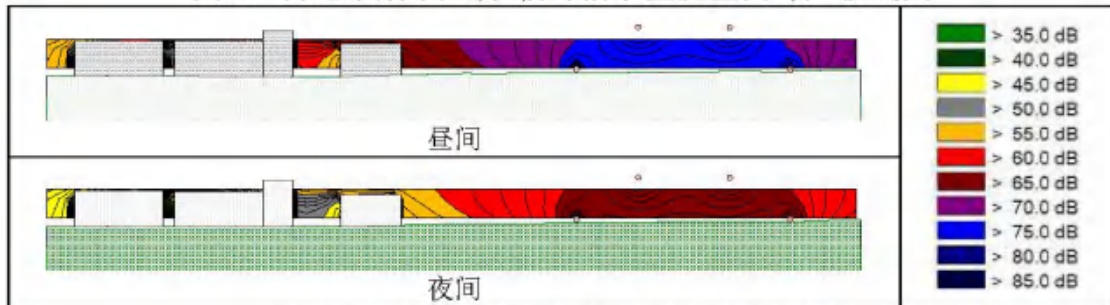 > 35.0 dB
> 40.0 dB
> 45.0 dB
> 50.0 dB
> 55.0 dB
> 60.0 dB
> 65.0 dB
> 70.0 dB
> 75.0 dB
> 80.0 dB
> 85.0 dB
昼间
夜间